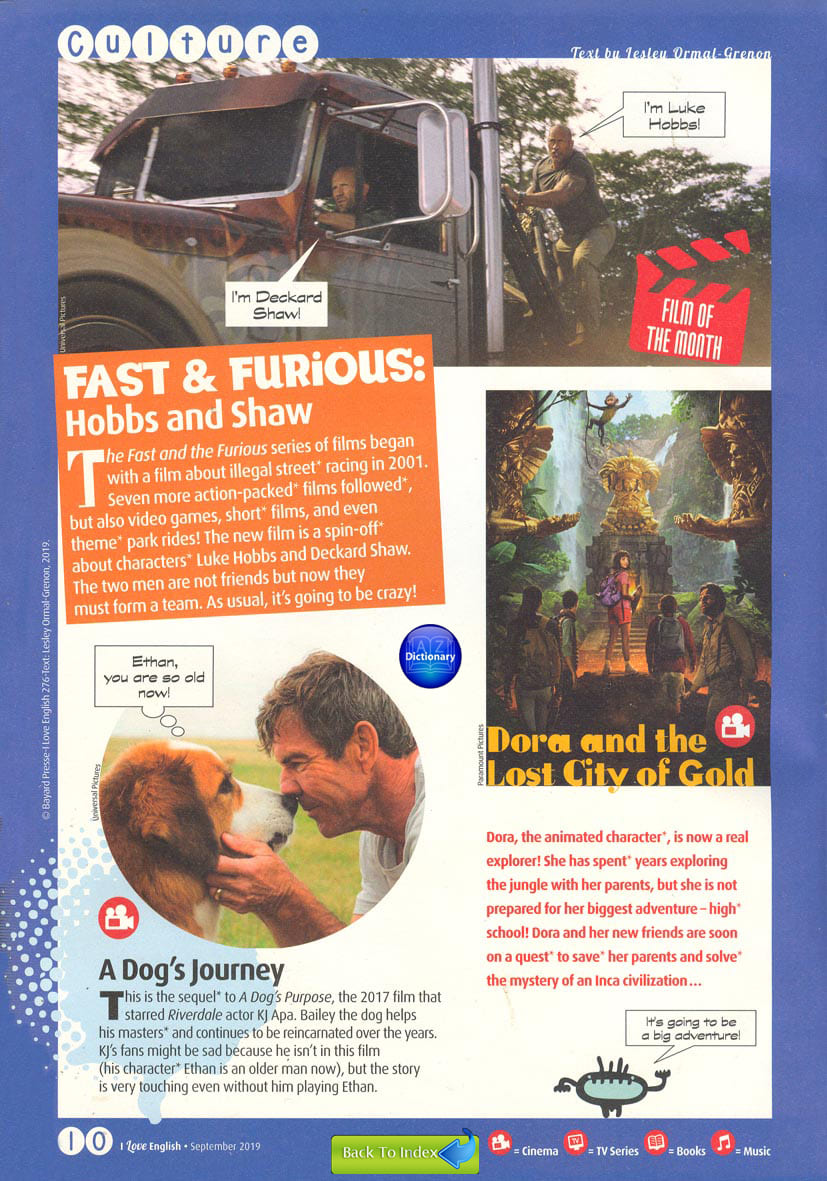 Culture
Text by Lesley Ormal-Grenon
I'm Luke
Hobbs!
I'm Deckard
Shaw!
Universal Pictures
FILM OF
THE MONTH
FAST & FURiOUS:
Hobbs and Shaw
The Fast and the Furious series of films began
with a film about illegal street* racing in 2001.
Seven more action-packed* films followed*,
but also video games, short* films, and even
theme* park rides! The new film is a spin-off*
about characters* Luke Hobbs and Deckard Shaw.
The two men are not friends but now they
must form a team. As usual, it's going to be crazy!
© Bayard Presse-I Love English 276-Text: Lesley Ormal-Grenon, 2019.
A Z
Dictionary
Ethan,
you are so old
now!
Universal Pictures
A Dog's Journey
This is the sequel* to A Dog's Purpose, the 2017 film that
starred Riverdale actor KJ Apa. Bailey the dog helps
his masters* and continues to be reincarnated over the years.
KJ's fans might be sad because he isn't in this film
(his character* Ethan is an older man now), but the story
is very touching even without him playing Ethan.
Paramount Pictures
Dora and the
Lost City of Gold
Dora, the animated character*, is now a real
explorer! She has spent* years exploring
the jungle with her parents, but she is not
prepared for her biggest adventure – high*
school! Dora and her new friends are soon
on a quest* to save* her parents and solve*
the mystery of an Inca civilization...
It's going to be
a big adventure!
10 I Love English • September 2019
Back To Index
= Cinema TV = TV Series = Books = Music